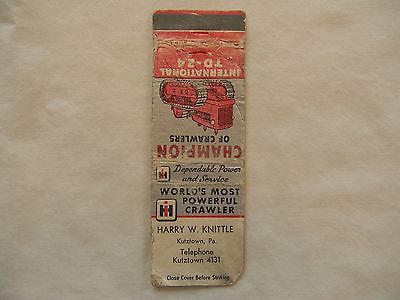 INTERNATIONAL
TD-24
CHAMPION
OF CRAWLERS
IH Dependable Power
and Service
WORLD'S MOST
IH POWERFUL
CRAWLER
HARRY W. KNITTLE
Kutztown, Pa.
Telephone
Kutztown 4131
Close Cover Before Striking